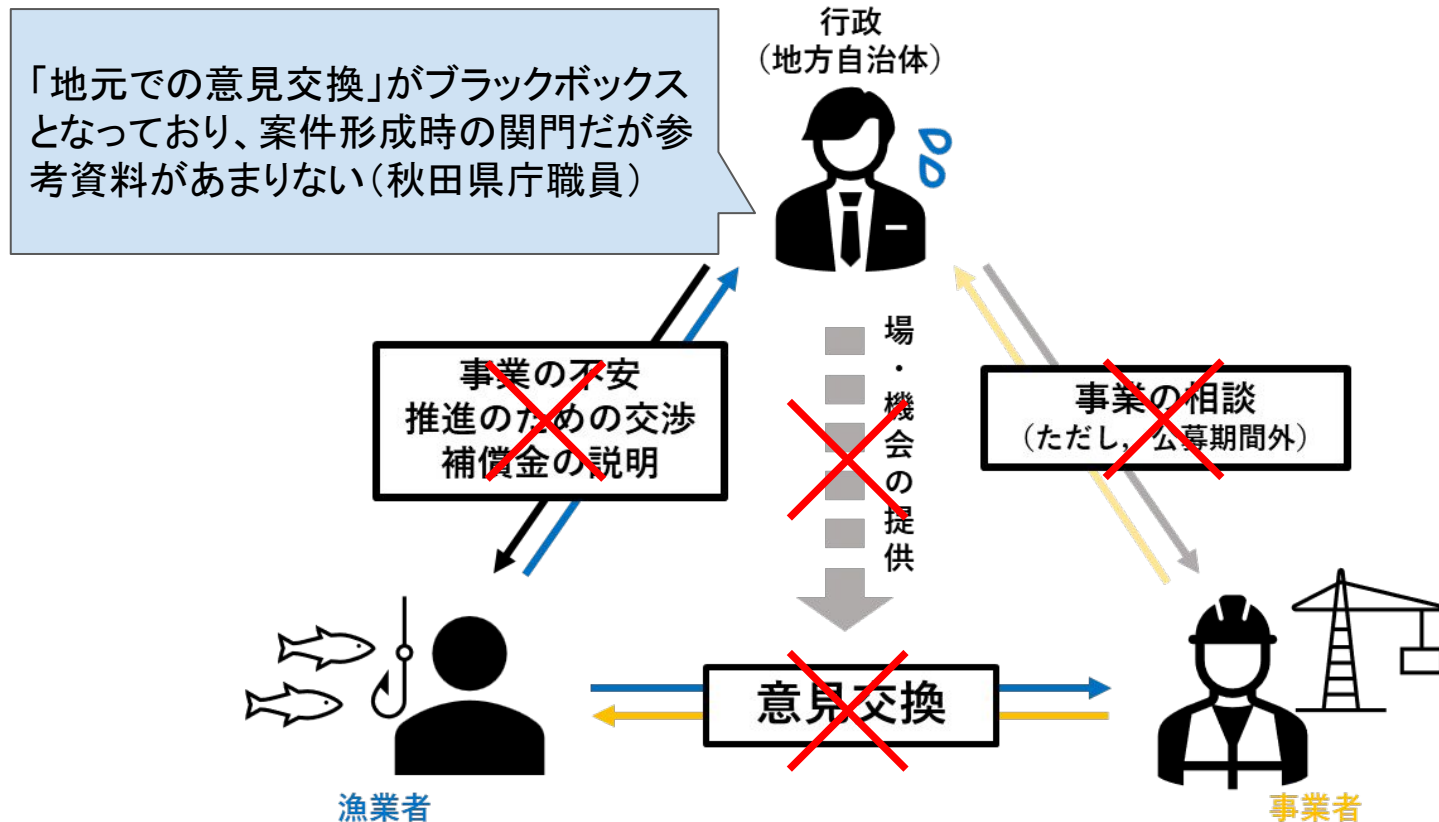 行政
（地方自治体）
「地元での意見交換」がブラックボックス
となっており、案件形成時の関門だが参
考資料があまりない（秋田県庁職員）
事業の不安
推進のための交渉
補償金の説明
場・機会の提供
事業の相談
（ただし，公募期間外）
意見交換
漁業者
事業者